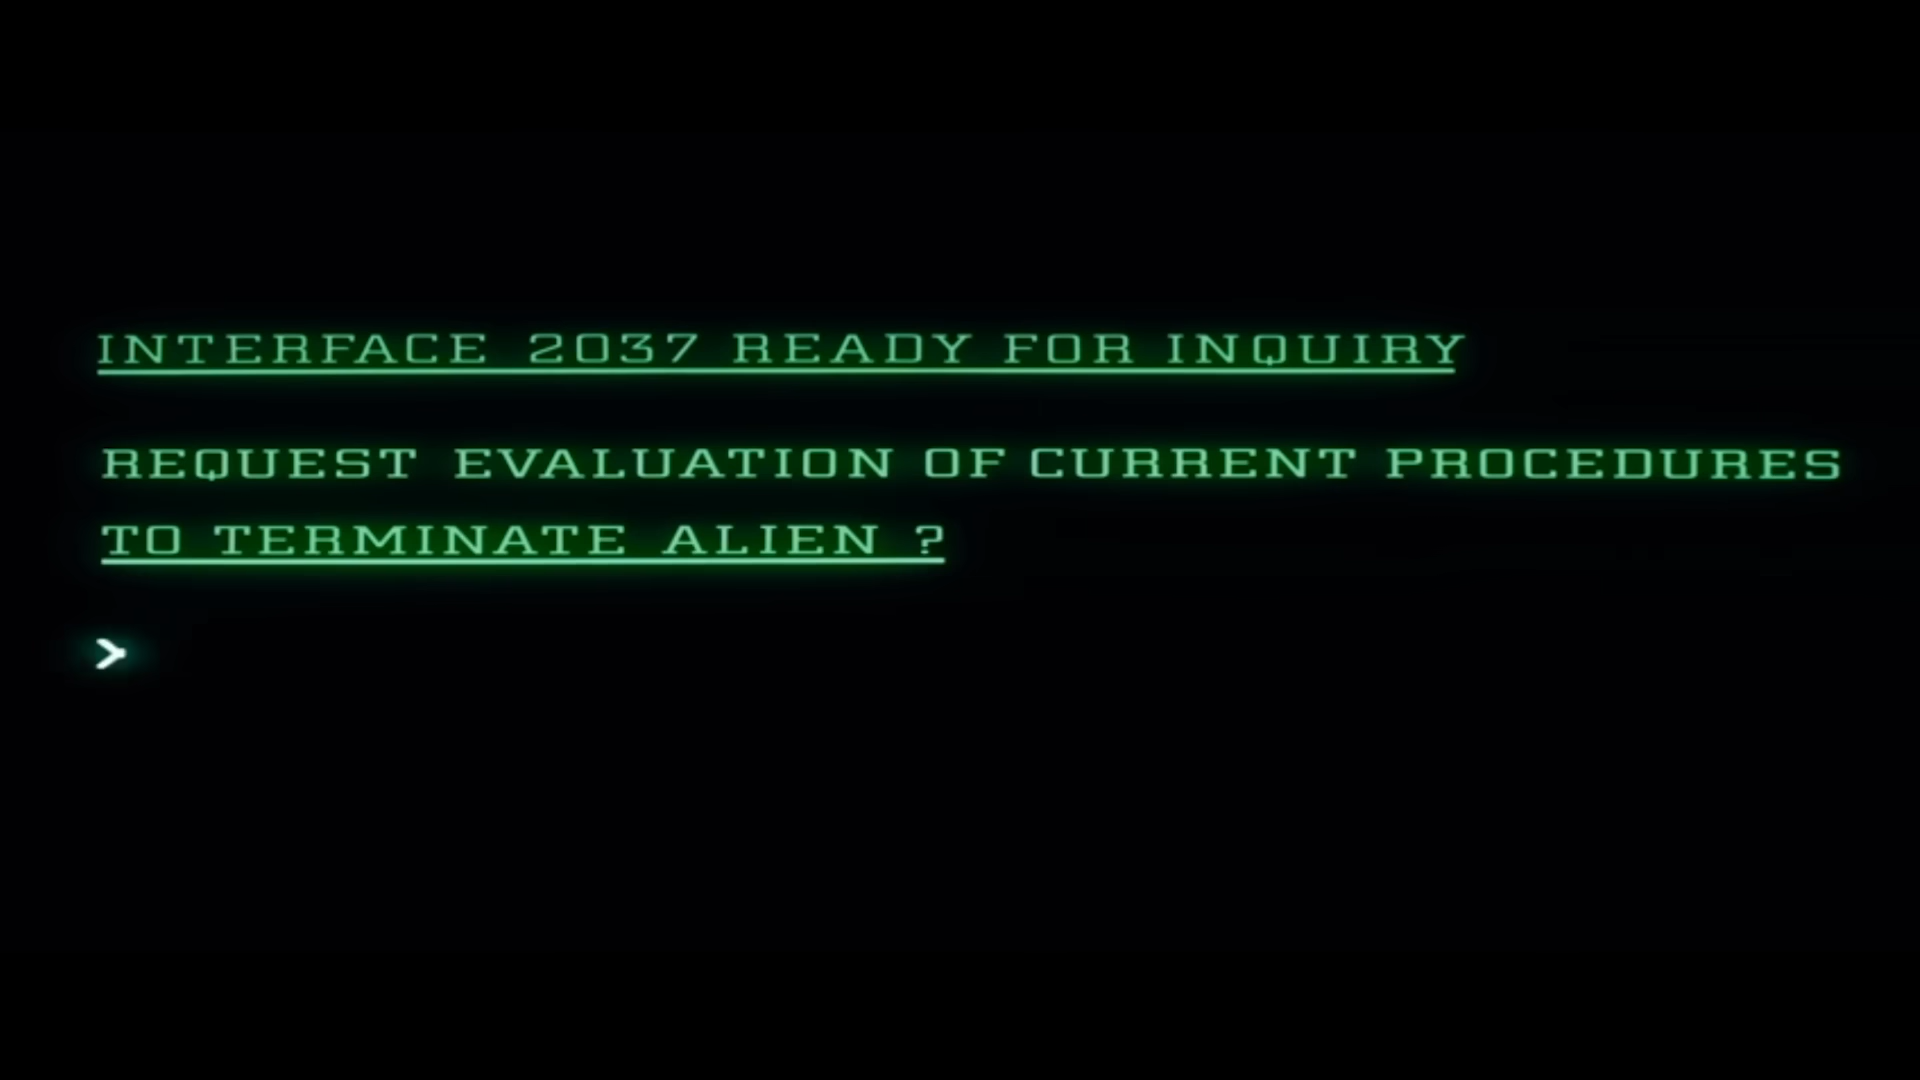 INTERFACE 2037 READY FOR INQUIRY
REQUEST EVALUATION OF CURRENT PROCEDURES
TO TERMINATE ALIEN ?
>